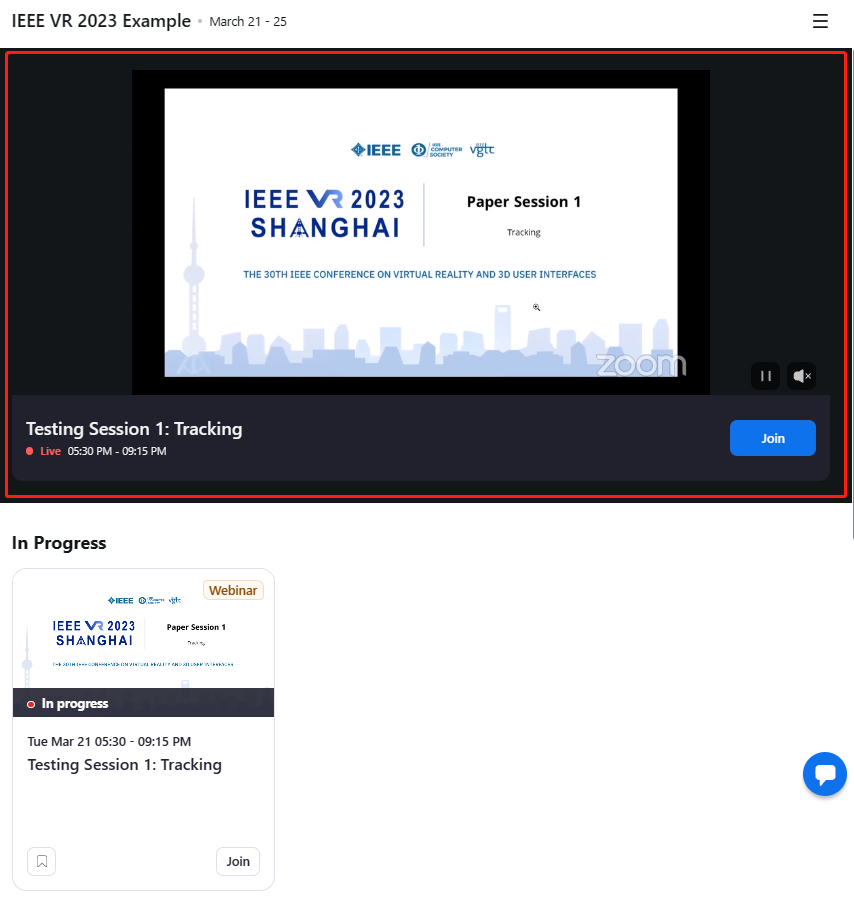 IEEE VR 2023 Example • March 21 - 25
IEEE IEEE COMPUTER SOCIETY vgtc
IEEE VR 2023
SHANGHAI
Paper Session 1
Tracking
THE 30TH IEEE CONFERENCE ON VIRTUAL REALITY AND 3D USER INTERFACES
zoom
Testing Session 1: Tracking
Live 05:30 PM - 09:15 PM
Join
In Progress
Webinar
IEEE vgtc
IEEE VR 2023
SHANGHAI
Paper Session 1
Tracking
THE 30TH IEEE CONFERENCE ON VIRTUAL REALITY AND 3D USER INTERFACES
In progress
Tue Mar 21 05:30 - 09:15 PM
Testing Session 1: Tracking
Join